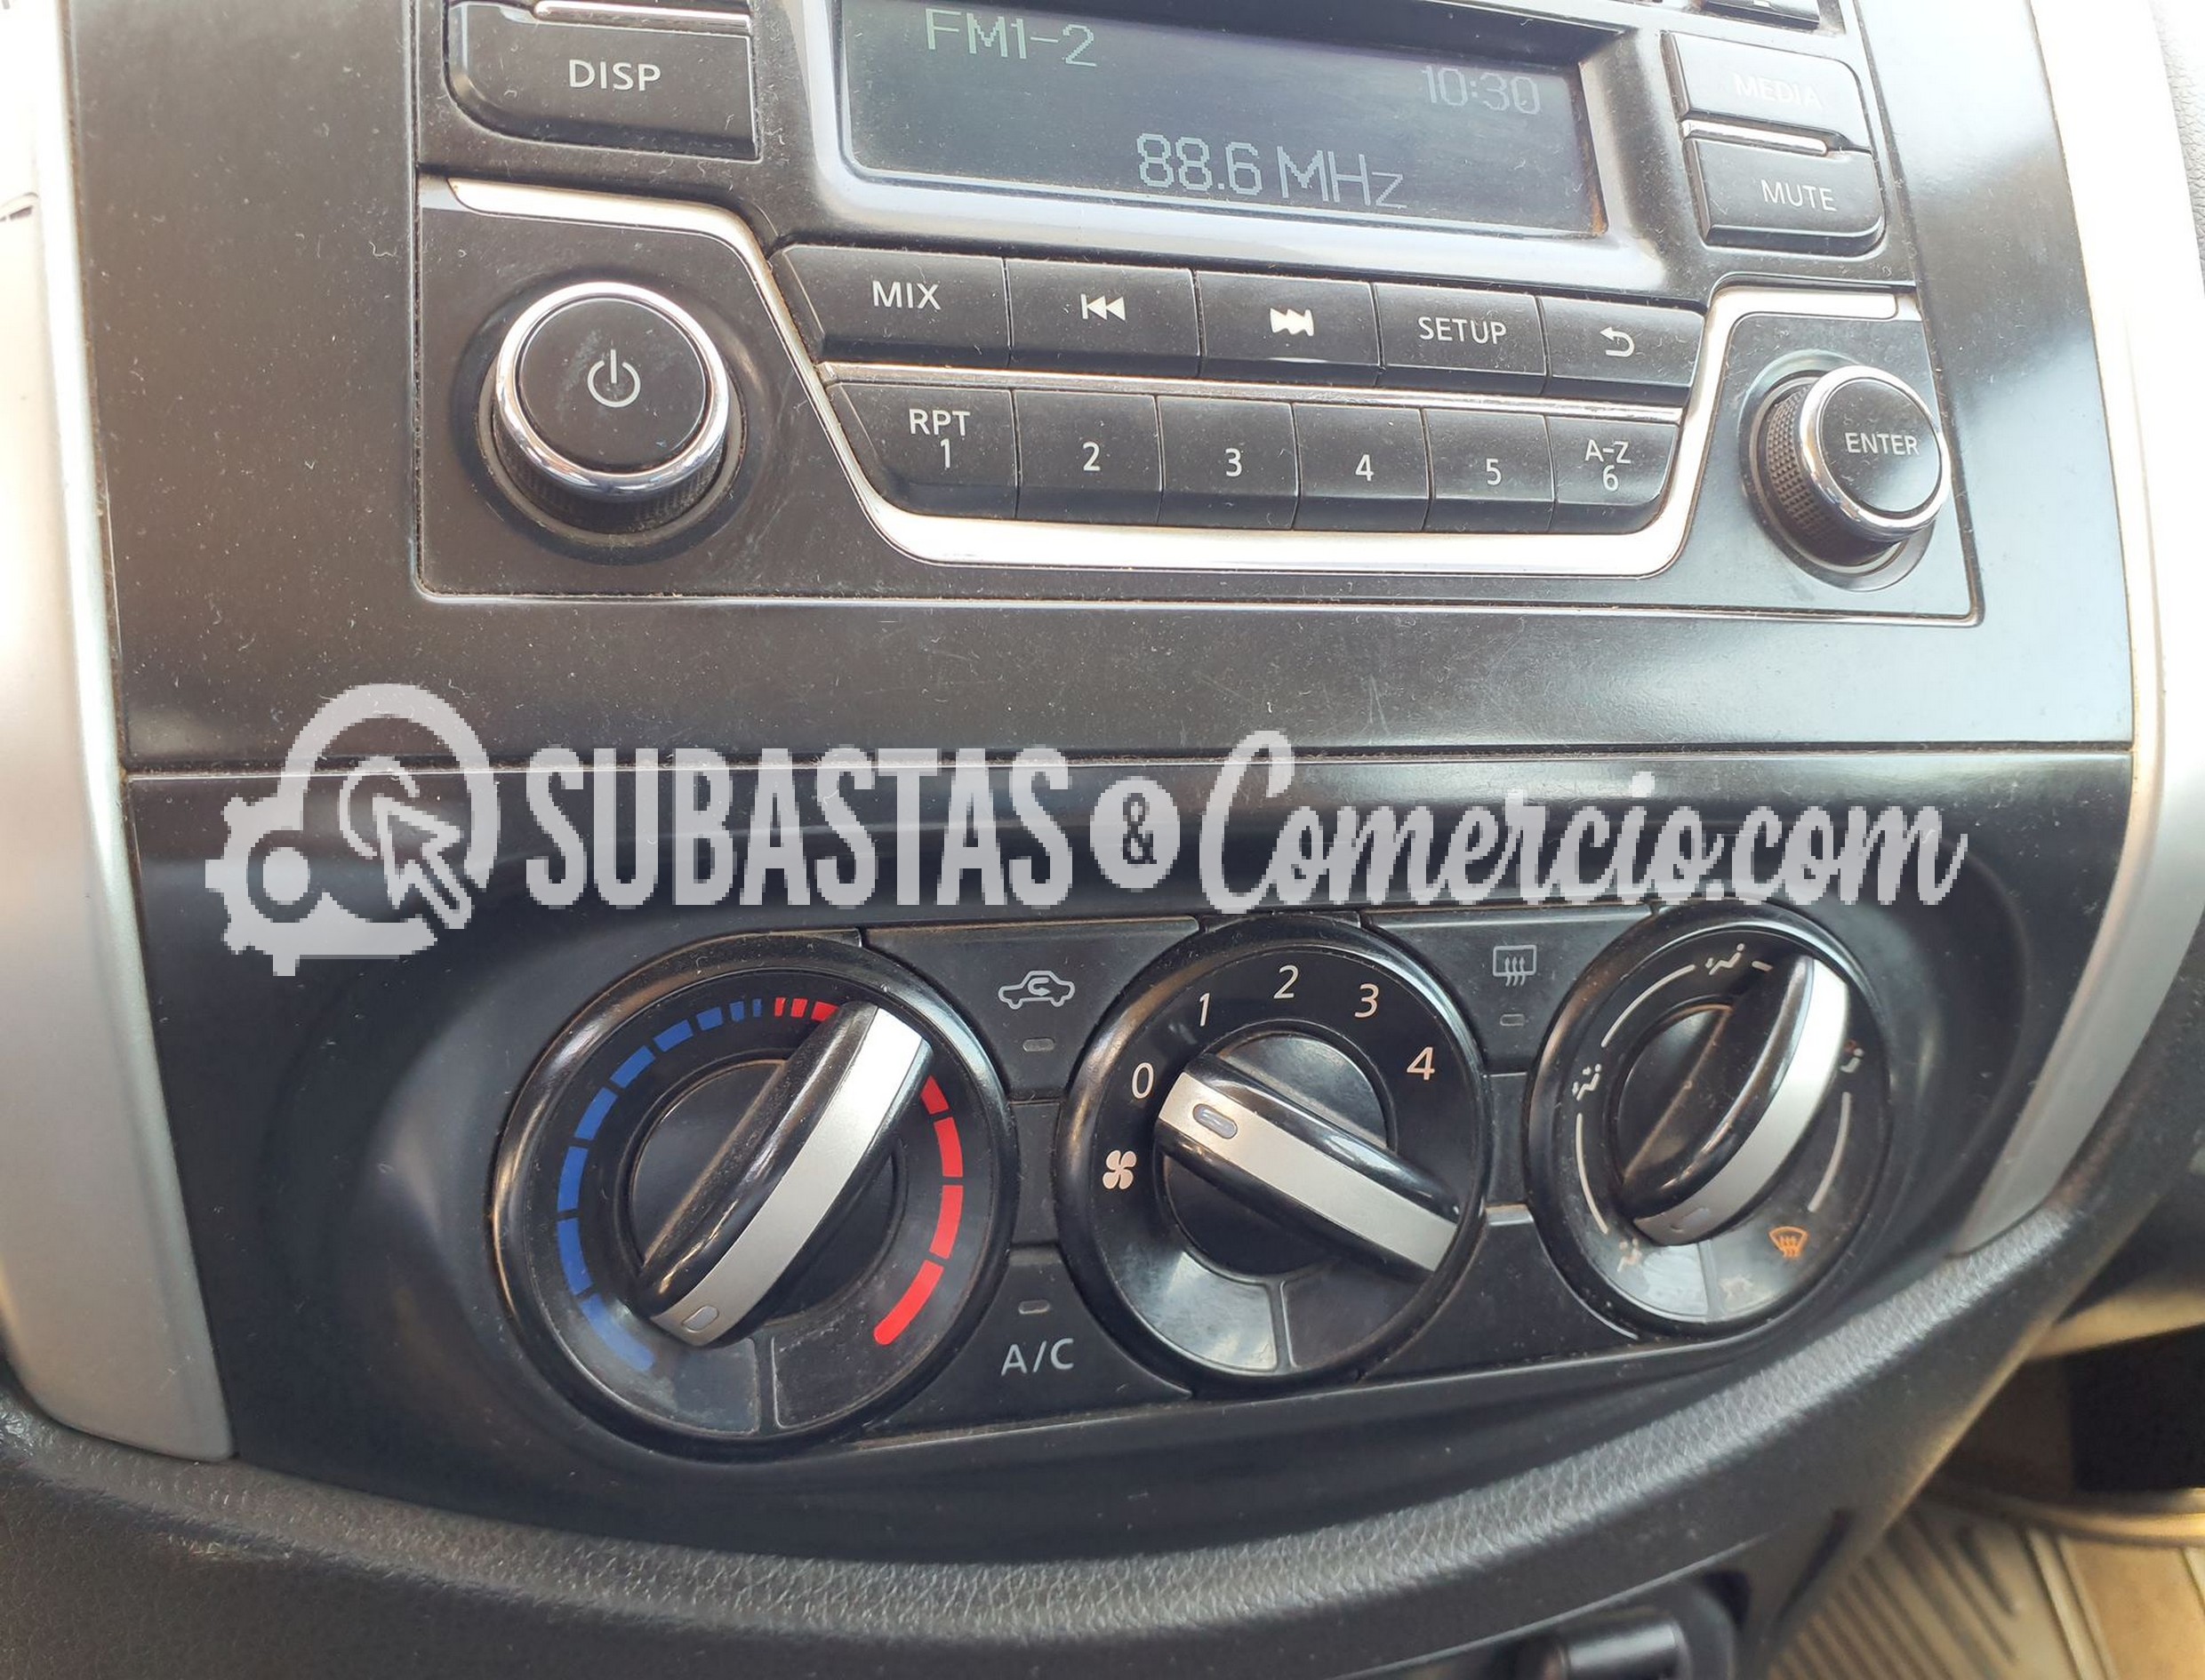 FM1-2
DISP
10:30
MEDIA
88.6 MHz
MUTE
MIX
SETUP
ENTER
RPT
1
2
3
4
5
A-Z
6
SUBASTAS & Comercio.com
0
1
2
3
4
A/C